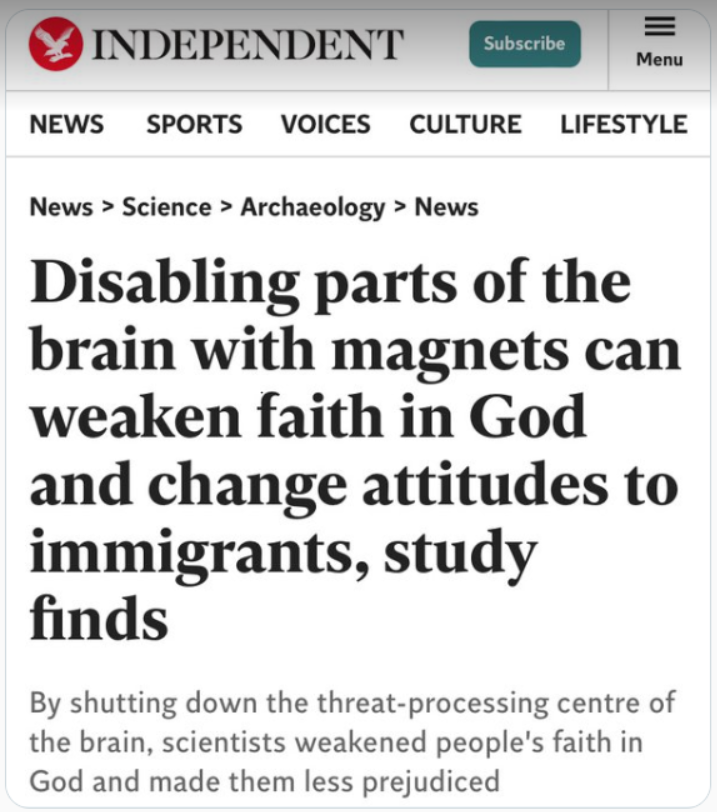 INDEPENDENT
Subscribe
Menu
NEWS SPORTS VOICES CULTURE LIFESTYLE
News > Science > Archaeology > News
Disabling parts of the
brain with magnets can
weaken faith in God
and change attitudes to
immigrants, study
finds
By shutting down the threat-processing centre of
the brain, scientists weakened people's faith in
God and made them less prejudiced